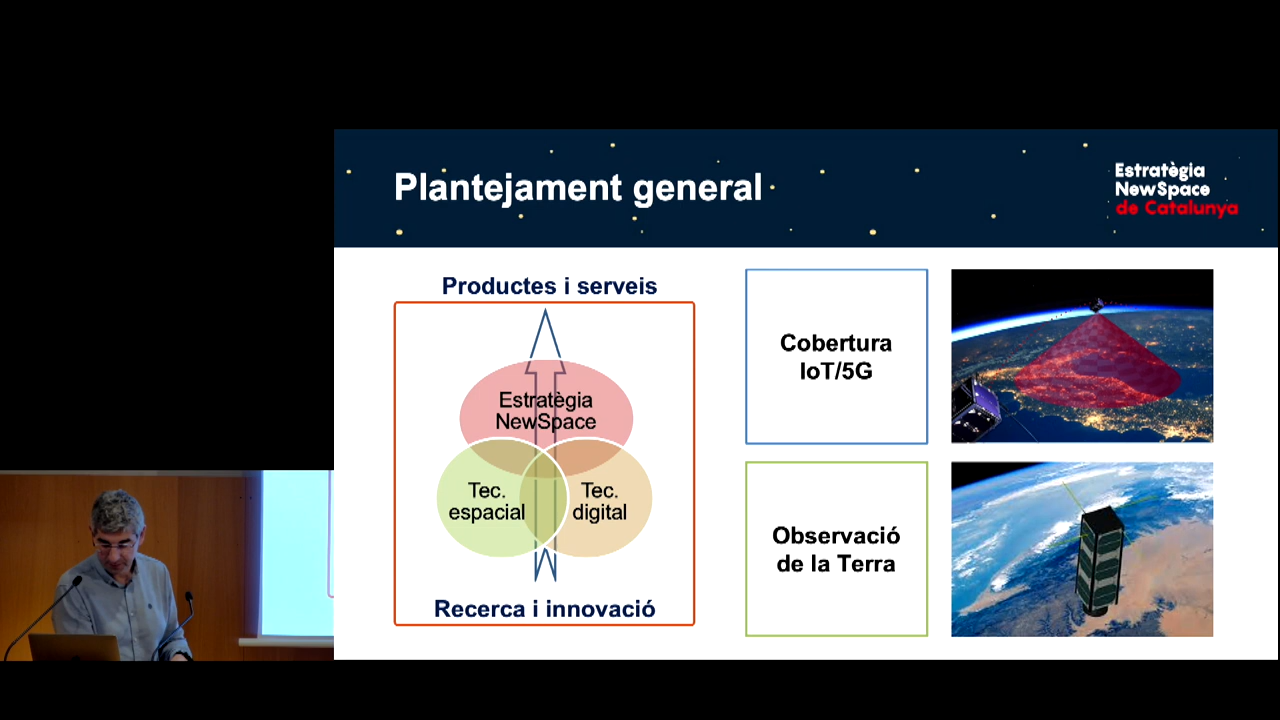 Plantejament general
Estratègia
NewSpace
de Catalunya
Productes i serveis
Estratègia
NewSpace
Tec.
espacial
Tec.
digital
Recerca i innovació
Cobertura
IoT/5G
Observació
de la Terra